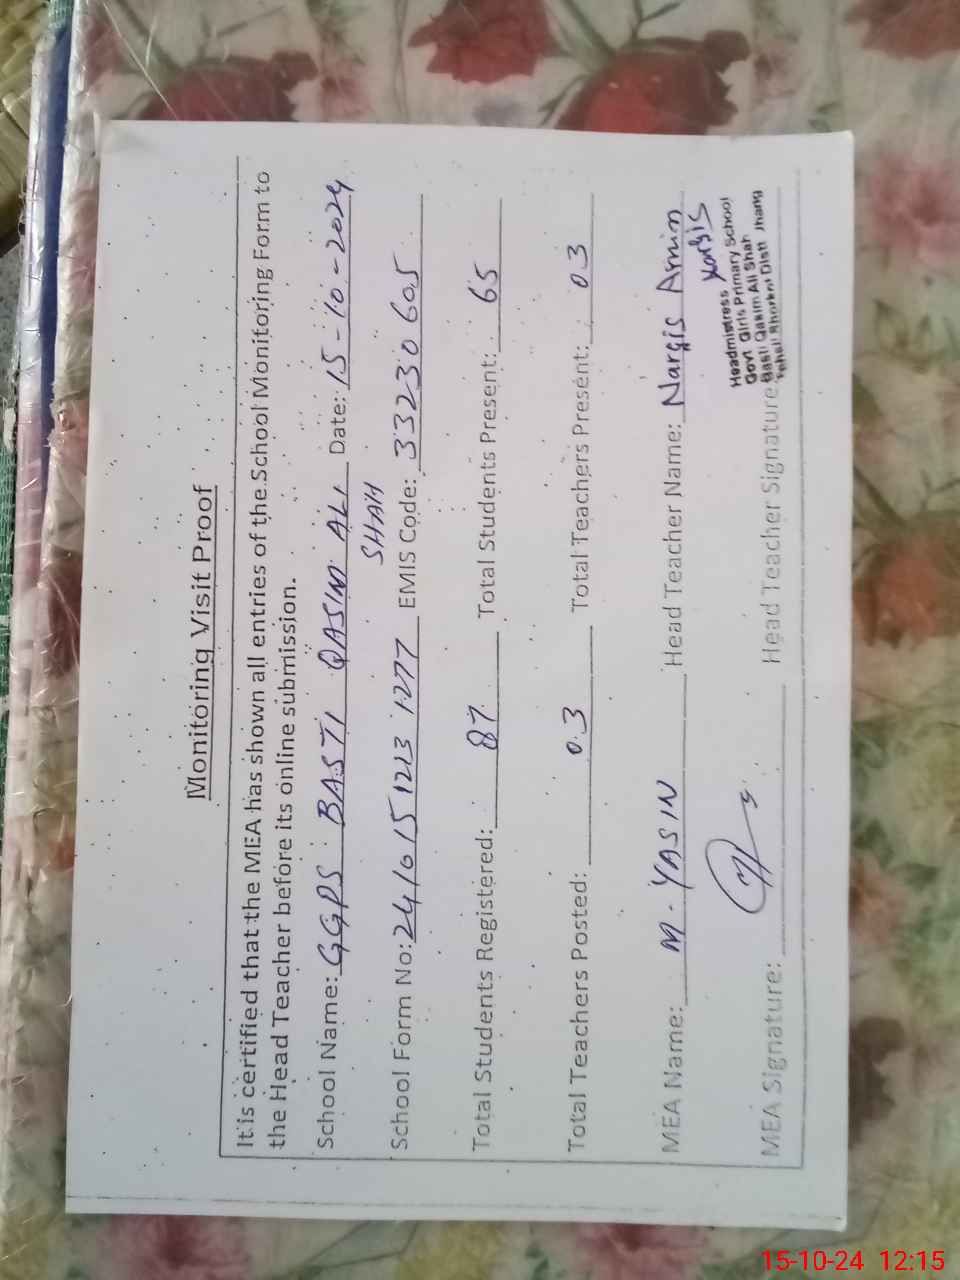 Monitoring Visit Proof
It is certified that the MEA has shown all entries of the School Monitoring Form to
the Head Teacher before its online submission.
School Name: GGPS BASTI QASIM ALI Date: 15-10-2024
SHAH
School Form No: 24101512131277 EMIS Code: 33230605
Total Students Registered: 87 Total Students Present: 65
Total Teachers Posted: 03 Total Teachers Present: 03
MEA Name: M. YASIN Head Teacher Name: Nargis Amin
Nargis
MEA Signature: Head Teacher Signature:
Headmistress
Govt Girls Primary School
Basti Qasim Ali Shah
Tehsil Shorkot Distt Jhang
15-10-24 12:15